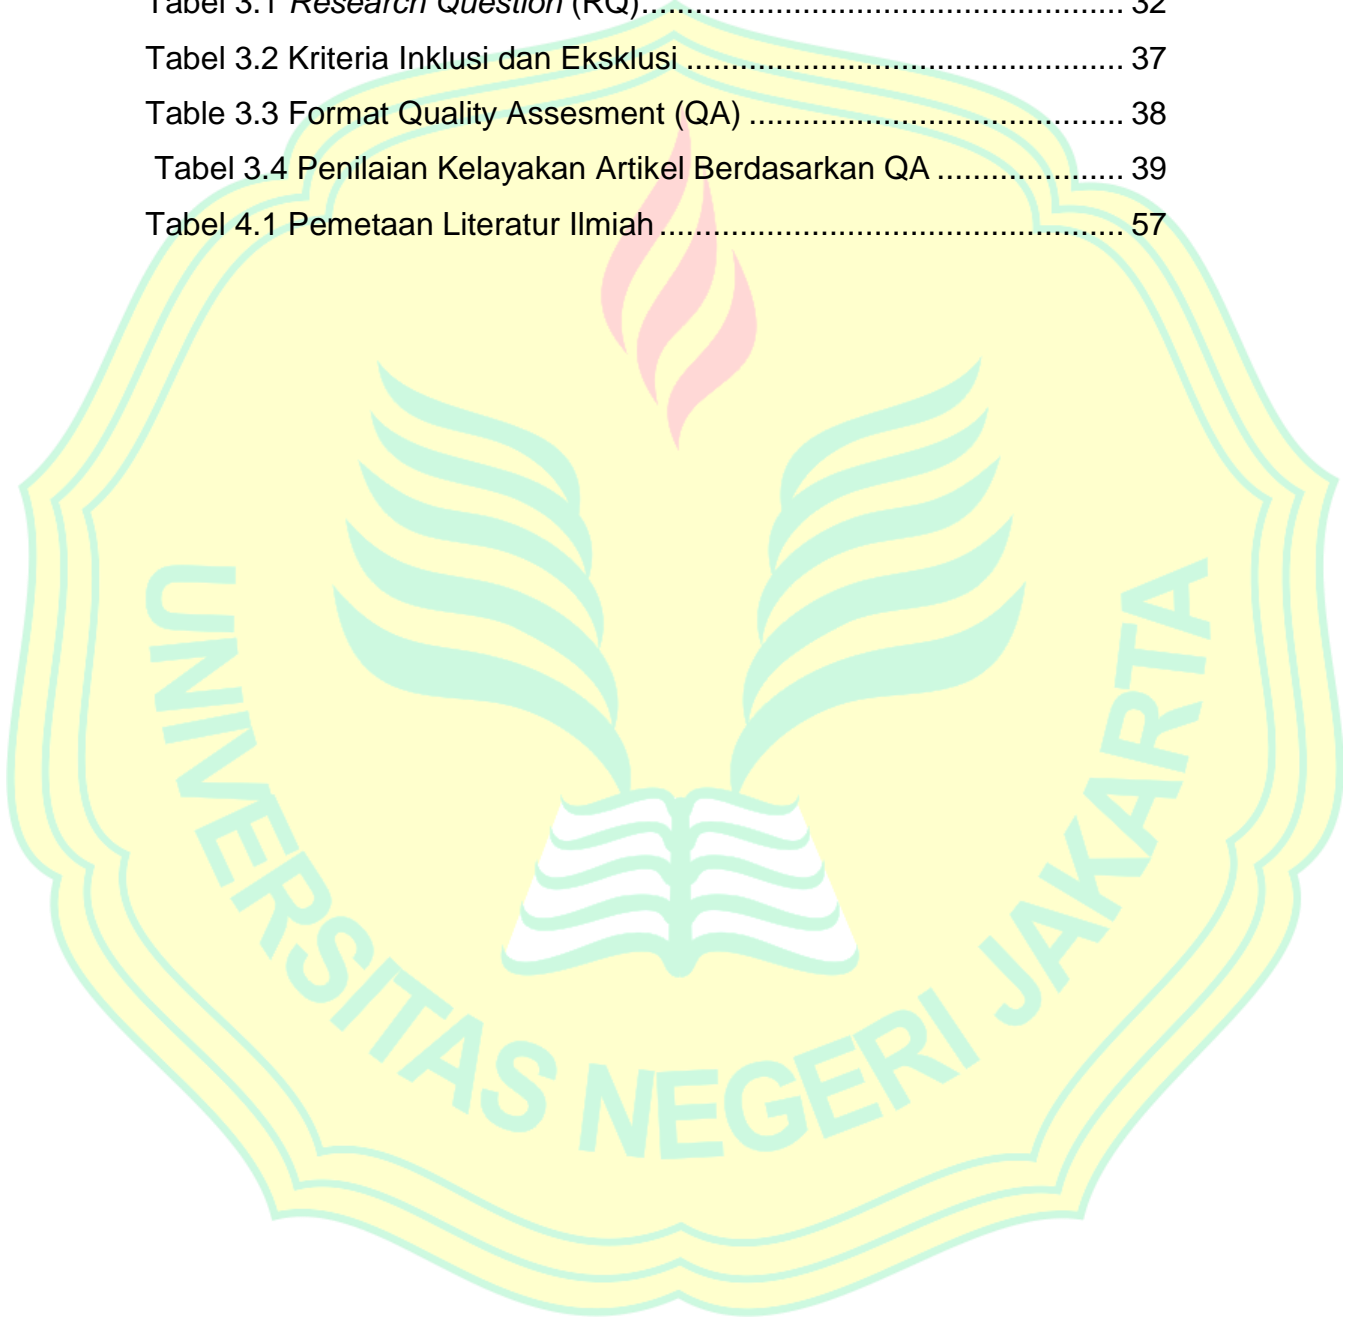 Tabel 3.1 Research Question (RQ)................................................... 32
Tabel 3.2 Kriteria Inklusi dan Eksklusi ............................................... 37
Table 3.3 Format Quality Assesment (QA) ........................................ 38
Tabel 3.4 Penilaian Kelayakan Artikel Berdasarkan QA .................... 39
Tabel 4.1 Pemetaan Literatur Ilmiah.................................................. 57
UNIVERSITAS NEGERI JAKARTA